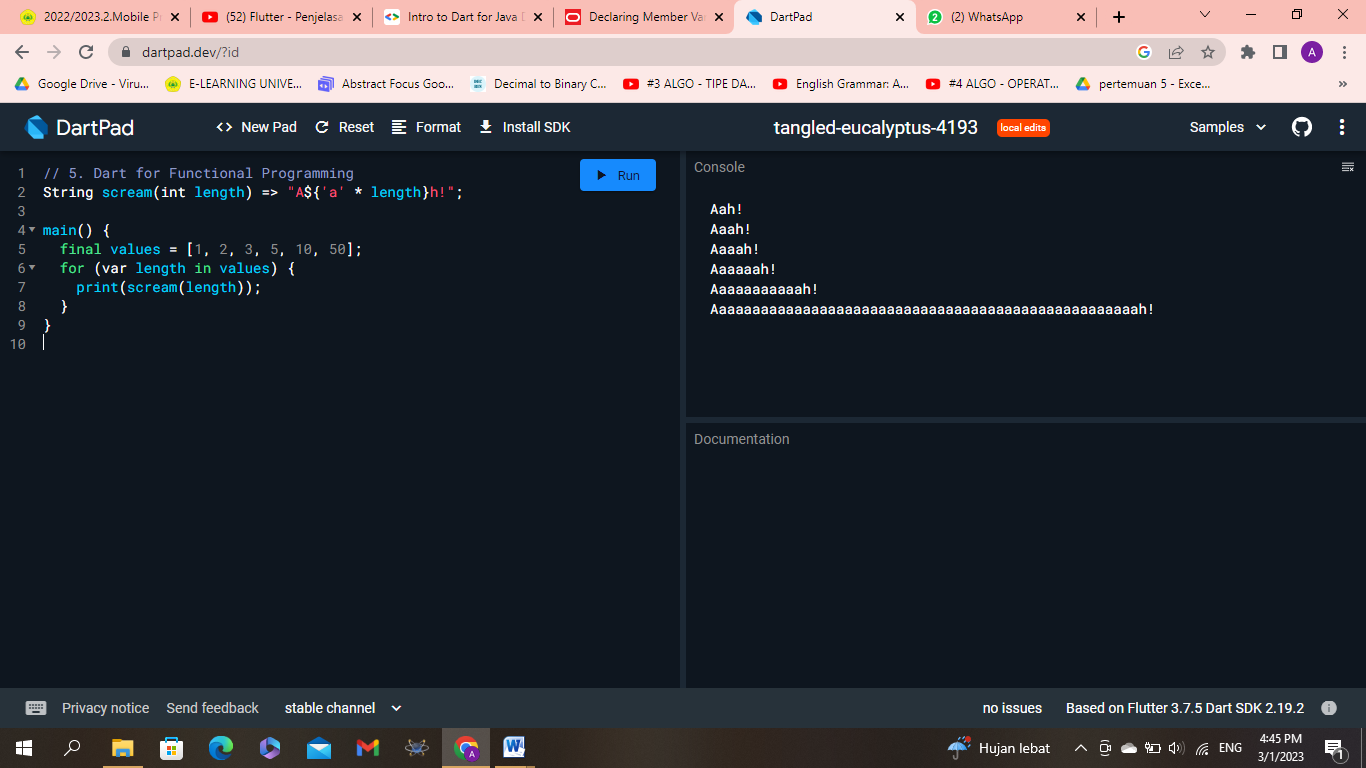 2022/2023.2.Mobile P
(52) Flutter - Penjelasa
Intro to Dart for Java D
Declaring Member Va
DartPad
(2) WhatsApp
dartpad.dev/?id
A
Google Drive - Viru...
E-LEARNING UNIVE...
Abstract Focus Goo...
Decimal to Binary C...
#3 ALGO - TIPE DA...
English Grammar: A...
#4 ALGO - OPERAT...
pertemuan 5 - Exce...
»
DartPad
<> New Pad
Reset
Format
Install SDK
tangled-eucalyptus-4193
local edits
Samples
1 // 5. Dart for Functional Programming
2 String scream(int length) => "A${'a' * length}h!";
3
4 main() {
5 final values = [1, 2, 3, 5, 10, 50];
6 for (var length in values) {
7 print(scream(length));
8 }
9 }
10
Run
Console
Aah!
Aaah!
Aaaah!
Aaaaaah!
Aaaaaaaaaaah!
Aaaaaaaaaaaaaaaaaaaaaaaaaaaaaaaaaaaaaaaaaaaaaaaaaaah!
Documentation
Privacy notice
Send feedback
stable channel
no issues
Based on Flutter 3.7.5 Dart SDK 2.19.2
Hujan lebat
ENG
4:45 PM
3/1/2023
1